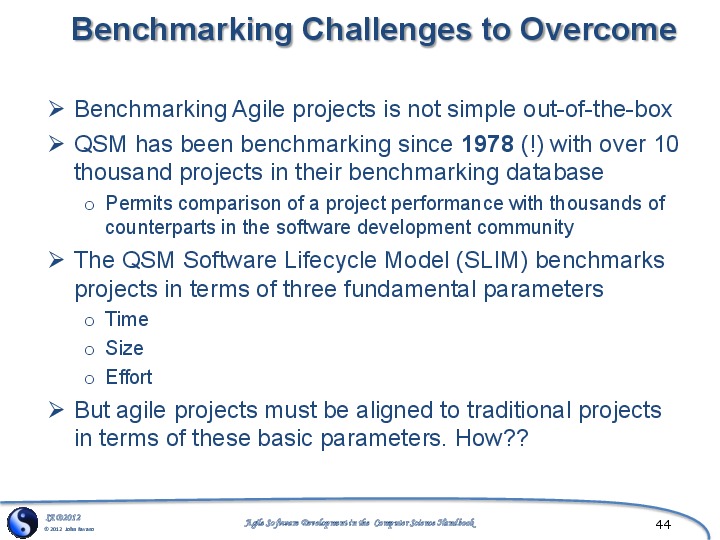 Benchmarking Challenges to Overcome
➢ Benchmarking Agile projects is not simple out-of-the-box
➢ QSM has been benchmarking since 1978 (!) with over 10
thousand projects in their benchmarking database
o Permits comparison of a project performance with thousands of
counterparts in the software development community
➢ The QSM Software Lifecycle Model (SLIM) benchmarks
projects in terms of three fundamental parameters
o Time
o Size
o Effort
➢ But agile projects must be aligned to traditional projects
in terms of these basic parameters. How??
© 2012 John Favaro
Agile Software Development in the Computer Science Handbook
44